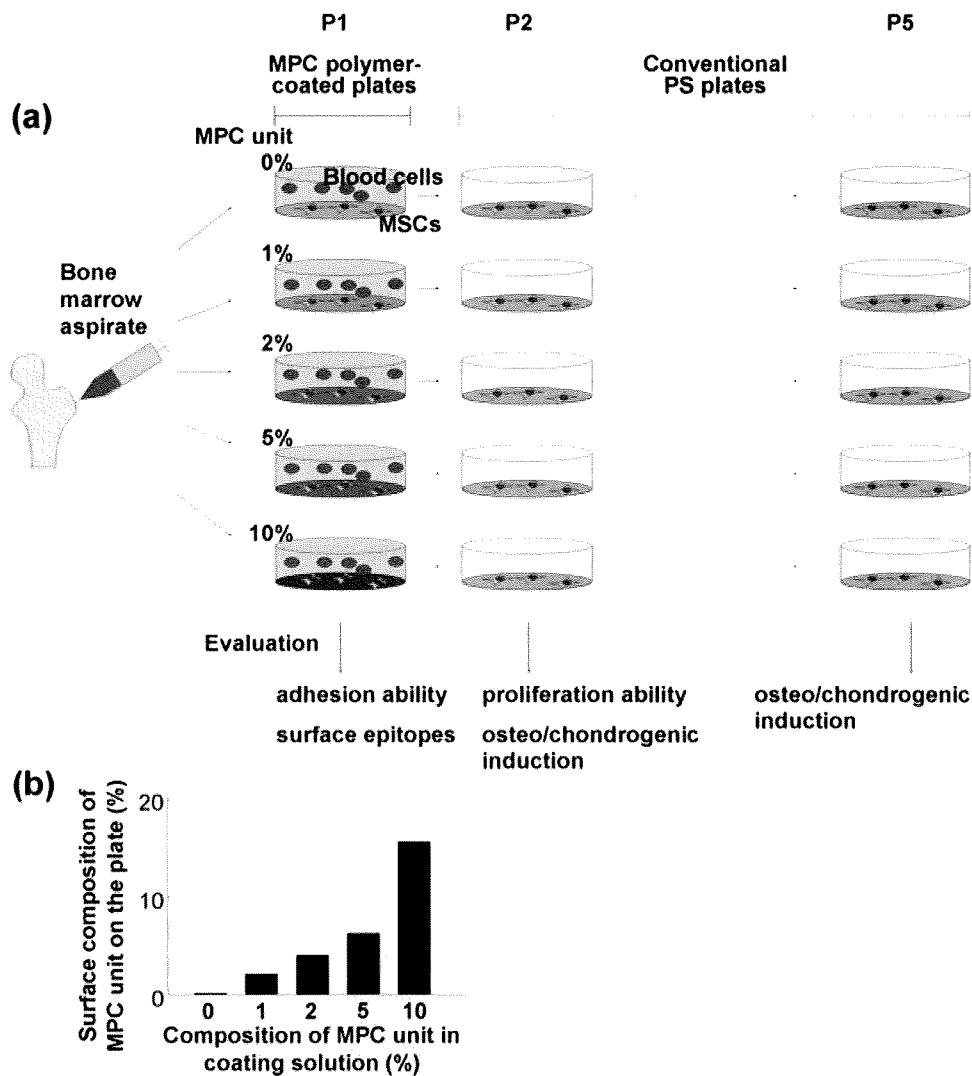 P1 P2 P5
MPC polymer-
coated plates
Conventional
PS plates
(a)
MPC unit
0%
Blood cells
MSCs
1%
Bone
marrow
aspirate
2%
5%
10%
Evaluation
adhesion ability
surface epitopes
proliferation ability
osteo/chondrogenic
induction
osteo/chondrogenic
induction
(b)
Surface composition of
MPC unit on the plate (%)
20
10
0
0 1 2 5 10
Composition of MPC unit in
coating solution (%)